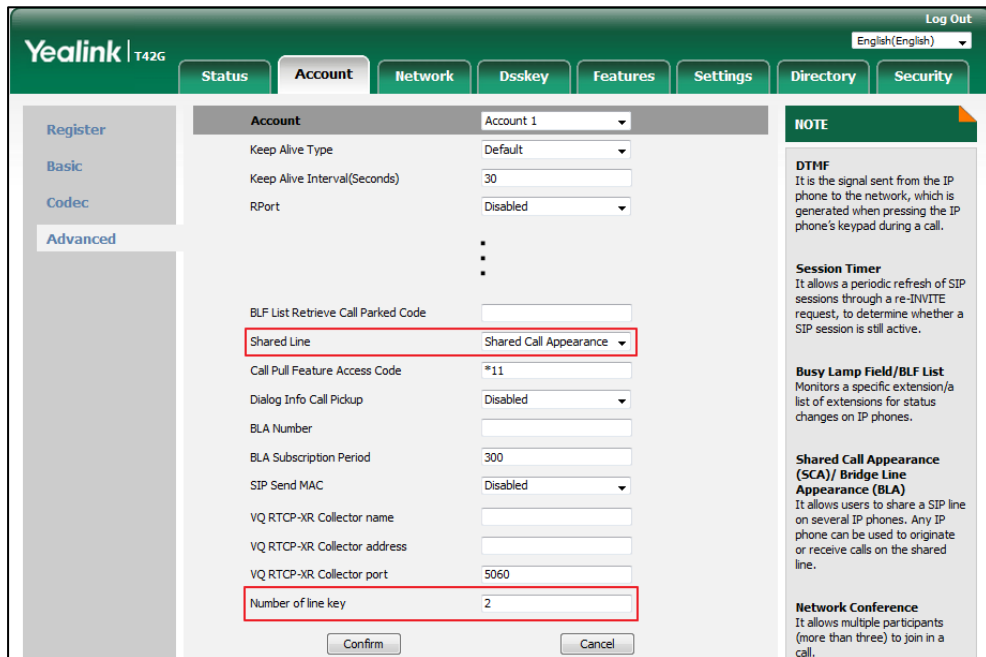 Log Out
Yealink T42G
English(English)
Status Account Network Dsskey Features Settings Directory Security
Register
Basic
Codec
Advanced
Account Account 1
Keep Alive Type Default
Keep Alive Interval(Seconds) 30
RPort Disabled
BLF List Retrieve Call Parked Code
Shared Line Shared Call Appearance
Call Pull Feature Access Code *11
Dialog Info Call Pickup Disabled
BLA Number
BLA Subscription Period 300
SIP Send MAC Disabled
VQ RTCP-XR Collector name
VQ RTCP-XR Collector address
VQ RTCP-XR Collector port 5060
Number of line key 2
Confirm Cancel
NOTE
DTMF
It is the signal sent from the IP
phone to the network, which is
generated when pressing the IP
phone's keypad during a call.
Session Timer
It allows a periodic refresh of SIP
sessions through a re-INVITE
request, to determine whether a
SIP session is still active.
Busy Lamp Field/BLF List
Monitors a specific extension/a
list of extensions for status
changes on IP phones.
Shared Call Appearance
(SCA)/ Bridge Line
Appearance (BLA)
It allows users to share a SIP line
on several IP phones. Any IP
phone can be used to originate
or receive calls on the shared
line.
Network Conference
It allows multiple participants
(more than three) to join in a
call.